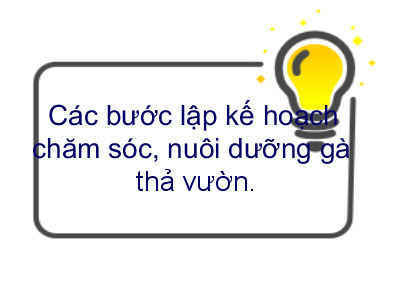 Các bước lập kế hoạch
chăm sóc, nuôi dưỡng gà
thả vườn.